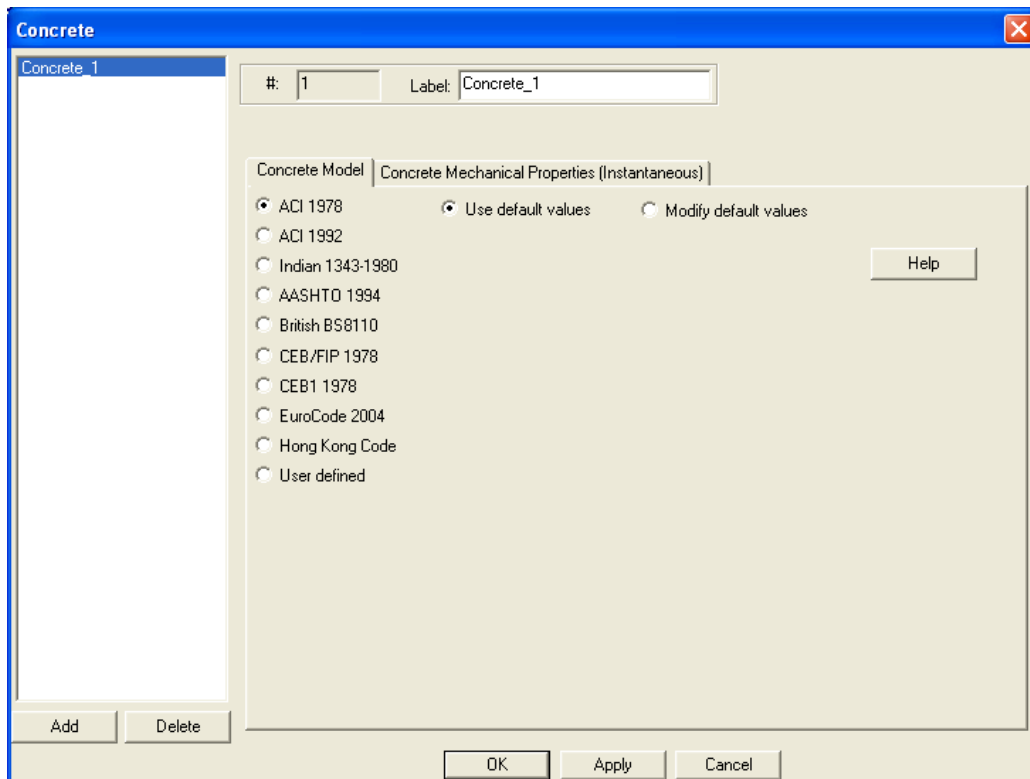 Concrete
Concrete_1
#: 1 Label: Concrete_1
Concrete Model Concrete Mechanical Properties (Instantaneous)
ACI 1978 Use default values Modify default values
ACI 1992
Indian 1343-1980 Help
AASHTO 1994
British BS8110
CEB/FIP 1978
CEB1 1978
EuroCode 2004
Hong Kong Code
User defined
Add Delete
OK Apply Cancel